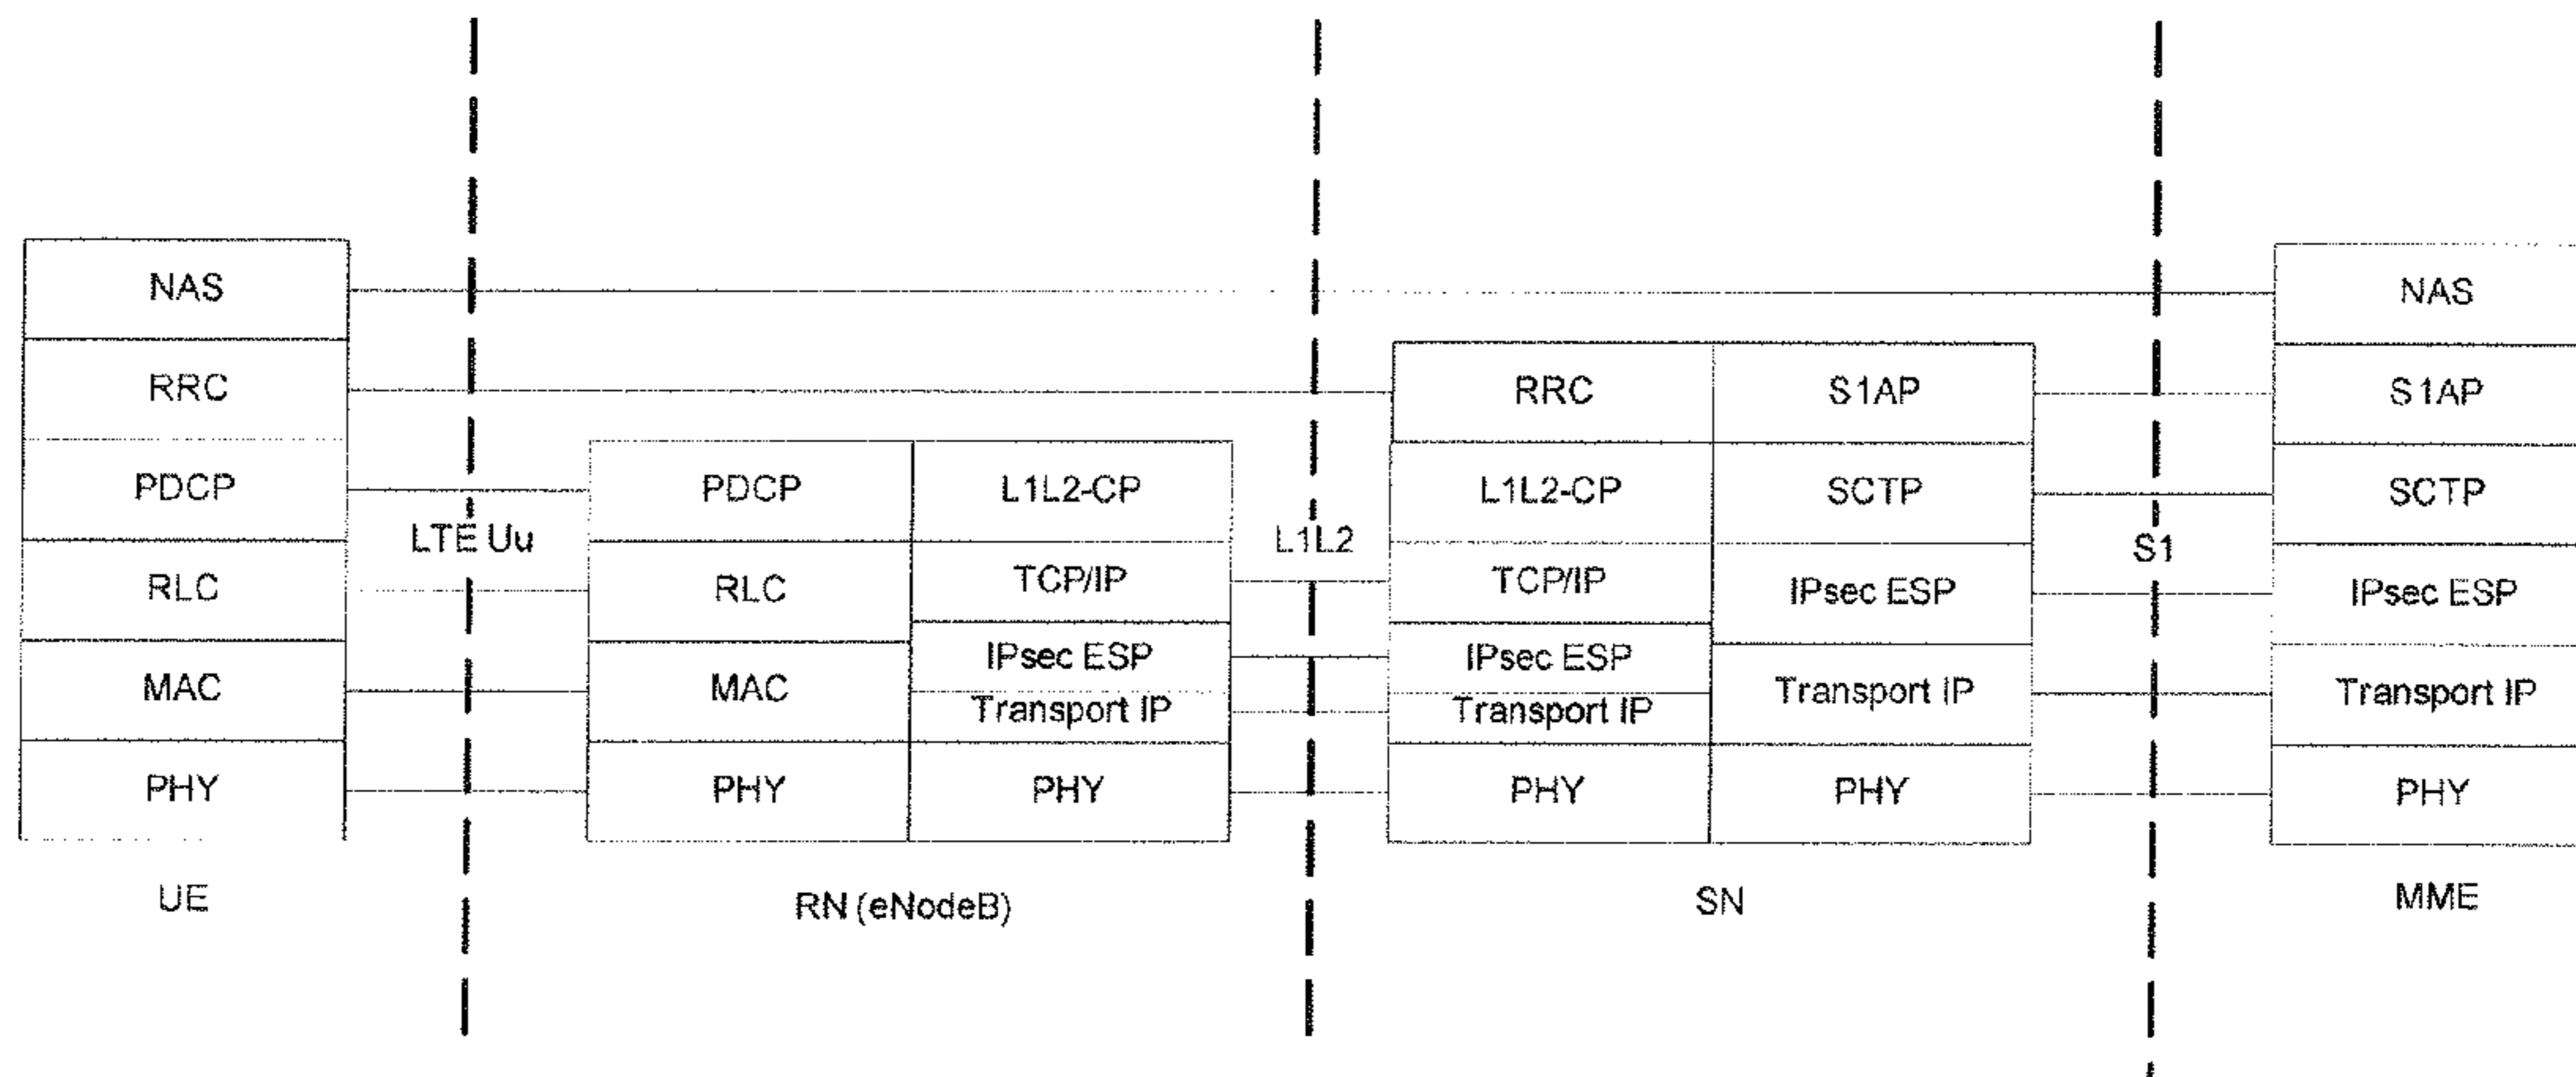 NAS
NAS
RRC
RRC
S1AP
S1AP
PDCP
PDCP
L1L2-CP
L1L2-CP
SCTP
SCTP
LTE Uu
L1L2
S1
RLC
RLC
TCP/IP
TCP/IP
IPsec ESP
IPsec ESP
IPsec ESP
IPsec ESP
MAC
MAC
Transport IP
Transport IP
Transport IP
Transport IP
PHY
PHY
PHY
PHY
PHY
PHY
UE
RN (eNodeB)
SN
MME